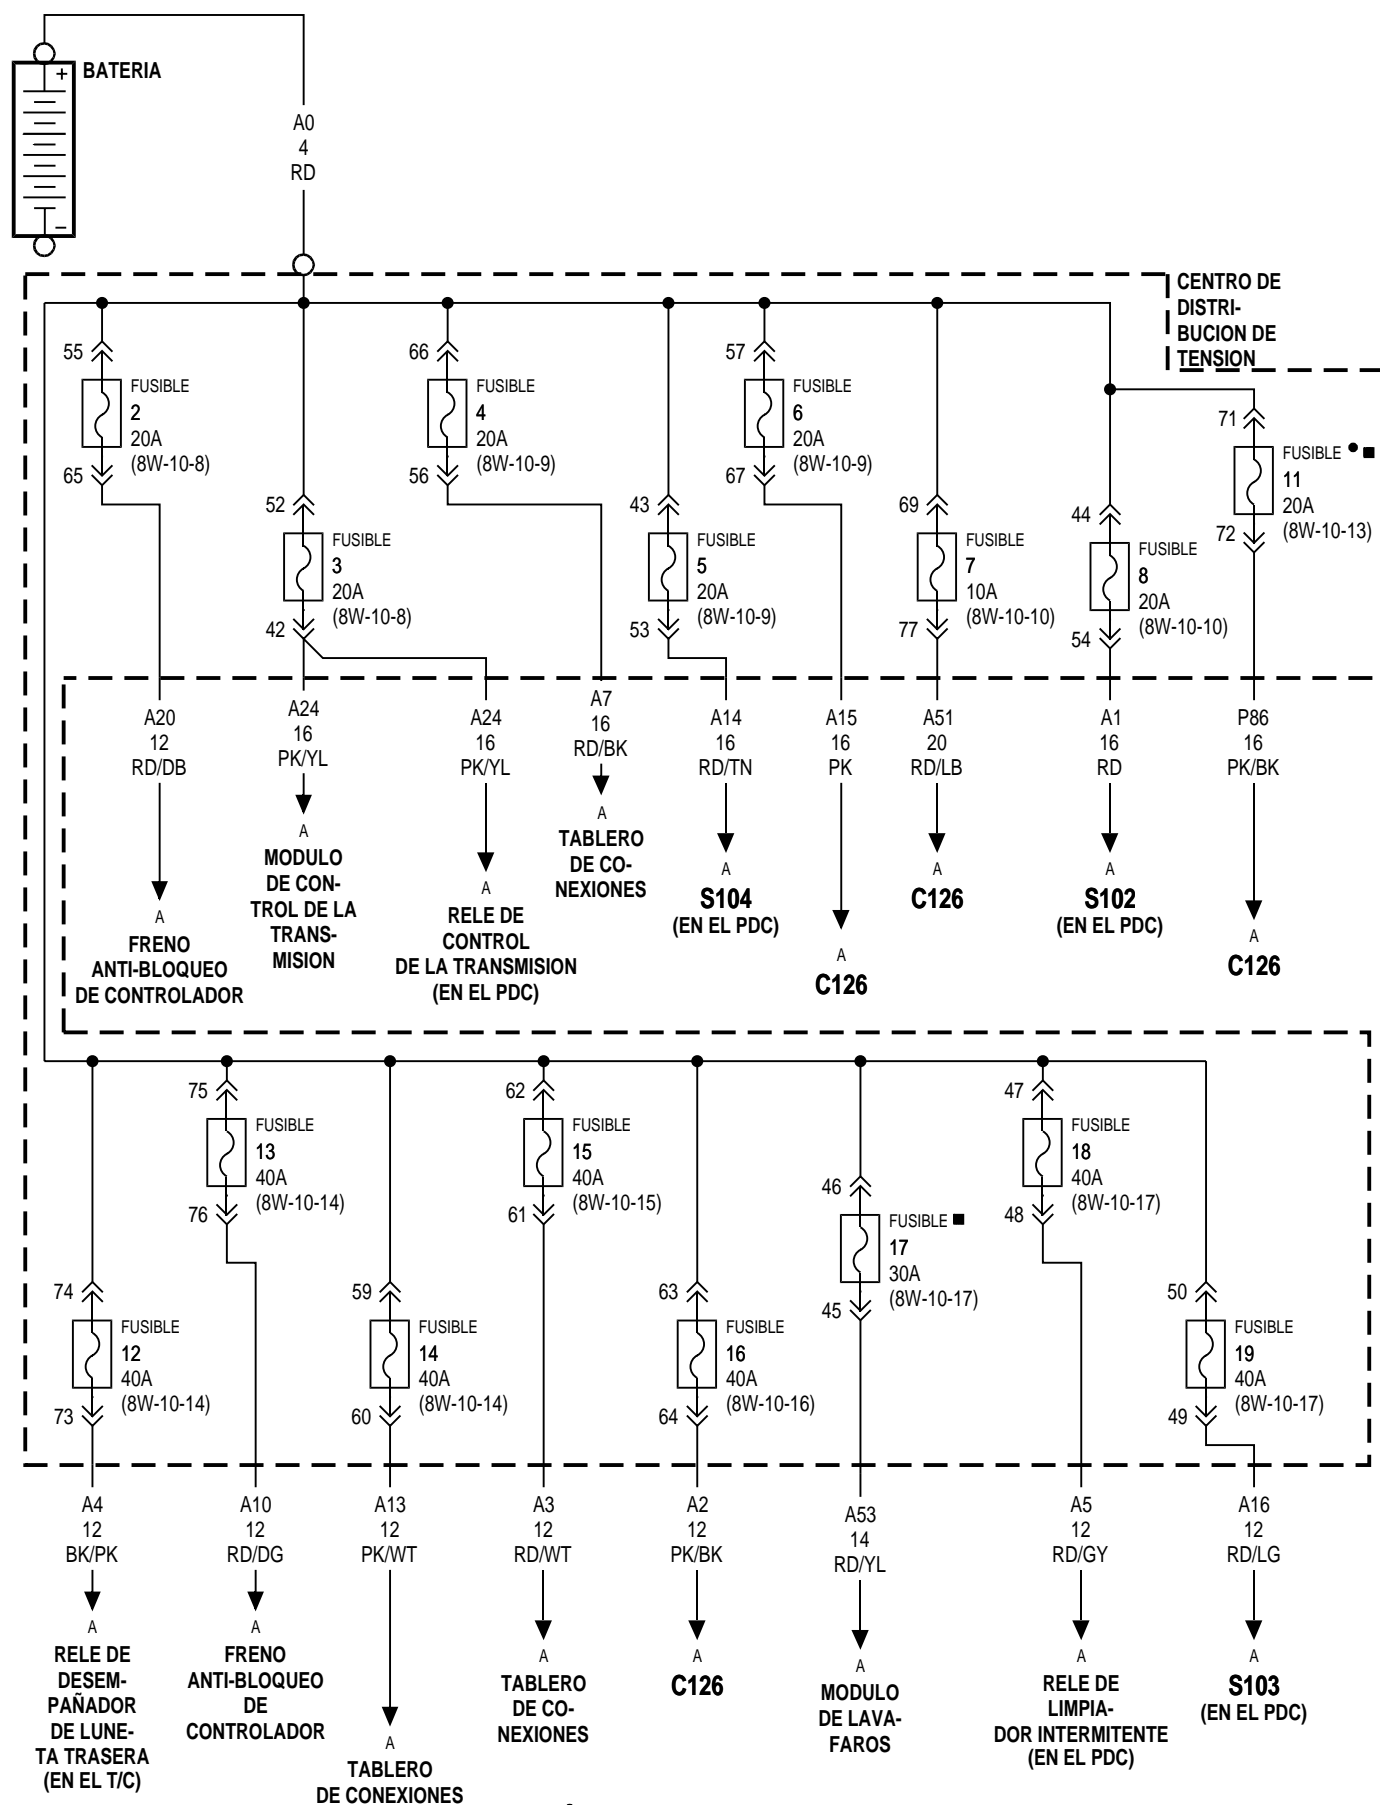 BATERIA
+
−
A0
4
RD
CENTRO DE
DISTRI-
BUCION DE
TENSION
55
FUSIBLE
2
20A
(8W-10-8)
65
52
FUSIBLE
3
20A
(8W-10-8)
42
66
FUSIBLE
4
20A
(8W-10-9)
56
43
FUSIBLE
5
20A
(8W-10-9)
53
57
FUSIBLE
6
20A
(8W-10-9)
67
69
FUSIBLE
7
10A
(8W-10-10)
77
44
FUSIBLE
8
20A
(8W-10-10)
54
71
FUSIBLE ●■
11
20A
(8W-10-13)
72
A20
12
RD/DB
A
FRENO
ANTI-BLOQUEO
DE CONTROLADOR
A24
16
PK/YL
A
MODULO
DE CON-
TROL DE LA
TRANS-
MISION
A24
16
PK/YL
A
RELE DE
CONTROL
DE LA TRANSMISION
(EN EL PDC)
A7
16
RD/BK
A
TABLERO
DE CO-
NEXIONES
A14
16
RD/TN
A
S104
(EN EL PDC)
A15
16
PK
A
C126
A51
20
RD/LB
A
C126
A1
16
RD
A
S102
(EN EL PDC)
P86
16
PK/BK
A
C126
74
FUSIBLE
12
40A
(8W-10-14)
73
75
FUSIBLE
13
40A
(8W-10-14)
76
59
FUSIBLE
14
40A
(8W-10-14)
60
62
FUSIBLE
15
40A
(8W-10-15)
61
63
FUSIBLE
16
40A
(8W-10-16)
64
46
FUSIBLE ■
17
30A
(8W-10-17)
45
47
FUSIBLE
18
40A
(8W-10-17)
48
50
FUSIBLE
19
40A
(8W-10-17)
49
A4
12
BK/PK
A
RELE DE
DESEM-
PAÑADOR
DE LUNE-
TA TRASERA
(EN EL T/C)
A10
12
RD/DG
A
FRENO
ANTI-BLOQUEO
DE
CONTROLADOR
A13
12
PK/WT
A
TABLERO
DE CONEXIONES
A3
12
RD/WT
A
TABLERO
DE CO-
NEXIONES
A2
12
PK/BK
A
C126
A53
14
RD/YL
A
MODULO
DE LAVA-
FAROS
A5
12
RD/GY
A
RELE DE
LIMPIA-
DOR INTERMITENTE
(EN EL PDC)
A16
12
RD/LG
A
S103
(EN EL PDC)